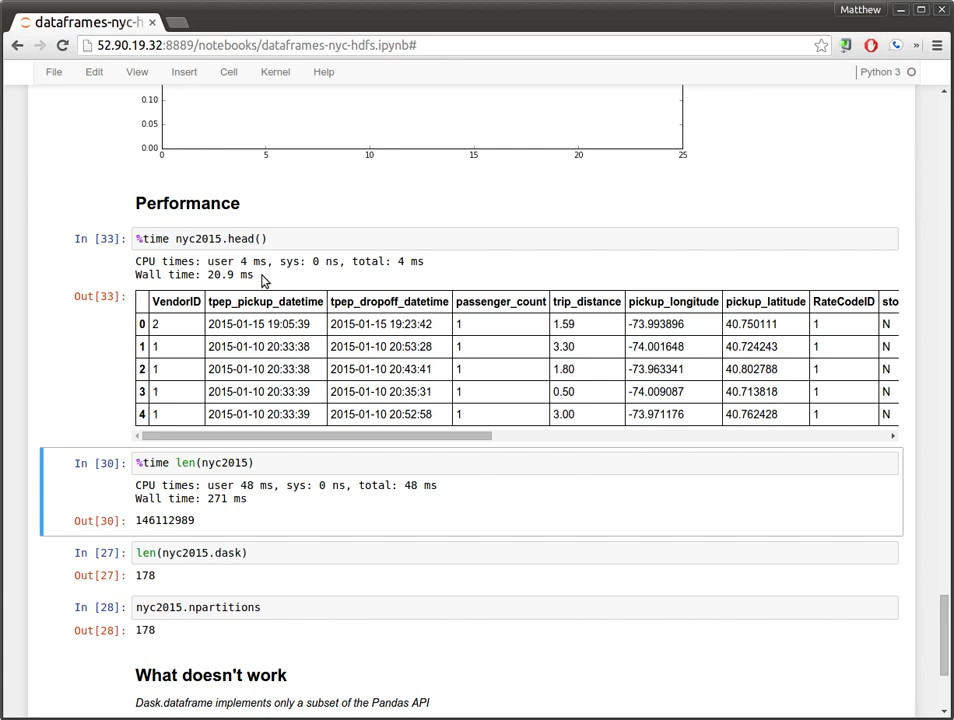 Matthew
dataframes-nyc-h
52.90.19.32:8889/notebooks/dataframes-nyc-hdfs.ipynb#
File Edit View Insert Cell Kernel Help Python 3
0.10
0.05
0.00
0 5 10 15 20 25
Performance
In [33]: %time nyc2015.head()
CPU times: user 4 ms, sys: 0 ns, total: 4 ms
Wall time: 20.9 ms
Out[33]: VendorID tpep_pickup_datetime tpep_dropoff_datetime passenger_count trip_distance pickup_longitude pickup_latitude RateCodeID sto
0 2 2015-01-15 19:05:39 2015-01-15 19:23:42 1 1.59 -73.993896 40.750111 1 N
1 1 2015-01-10 20:33:38 2015-01-10 20:53:28 1 3.30 -74.001648 40.724243 1 N
2 1 2015-01-10 20:33:38 2015-01-10 20:43:41 1 1.80 -73.963341 40.802788 1 N
3 1 2015-01-10 20:33:39 2015-01-10 20:35:31 1 0.50 -74.009087 40.713818 1 N
4 1 2015-01-10 20:33:39 2015-01-10 20:52:58 1 3.00 -73.971176 40.762428 1 N
In [30]: %time len(nyc2015)
CPU times: user 48 ms, sys: 0 ns, total: 48 ms
Wall time: 271 ms
Out[30]: 146112989
In [27]: len(nyc2015.dask)
Out[27]: 178
In [28]: nyc2015.npartitions
Out[28]: 178
What doesn't work
Dask.dataframe implements only a subset of the Pandas API